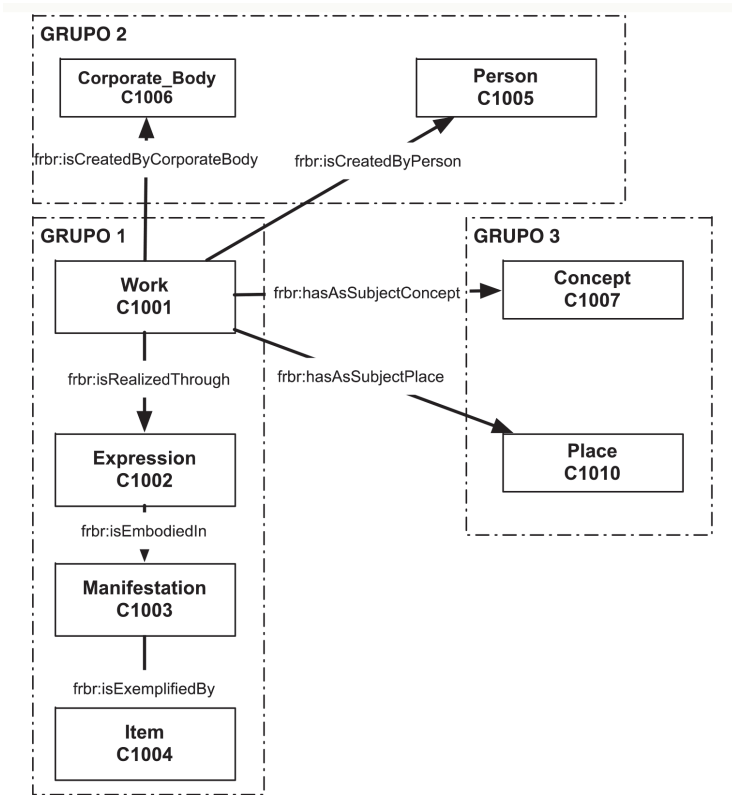 GRUPO 2
Corporate_Body
C1006
Person
C1005
frbr:isCreatedByCorporateBody
frbr:isCreatedByPerson
GRUPO 1
GRUPO 3
Work
C1001
frbr:hasAsSubjectConcept
Concept
C1007
frbr:isRealizedThrough
frbr:hasAsSubjectPlace
Expression
C1002
Place
C1010
frbr:isEmbodiedIn
Manifestation
C1003
frbr:isExemplifiedBy
Item
C1004